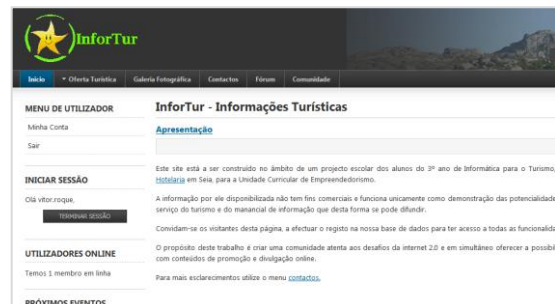 InforTur
Início
Oferta Turística
Galeria Fotográfica
Contactos
Fórum
Comunidade
MENU DE UTILIZADOR
Minha Conta
Sair
INICIAR SESSÃO
Olá vítor.roque,
TERMINAR SESSÃO
UTILIZADORES ONLINE
Temos 1 membro em linha
PRÓXIMOS EVENTOS
InforTur - Informações Turísticas
Apresentação
Este site está a ser construído no âmbito de um projecto escolar dos alunos do 3º ano de Informática para o Turismo,
Hotelaria em Seia, para a Unidade Curricular de Empreendedorismo.
A informação por ele disponibilizada não tem fins comerciais e funciona unicamente como demonstração das potencialidade
serviço do turismo e do manancial de informação que desta forma se pode difundir.
Convidam-se os visitantes desta página, a efectuar o registo na nossa base de dados para ter acesso a todas as funcionalida
O propósito deste trabalho é criar uma comunidade atenta aos desafios da internet 2.0 e em simultâneo oferecer a possibi
com conteúdos de promoção e divulgação online.
Para mais esclarecimentos utilize o menu contactos.